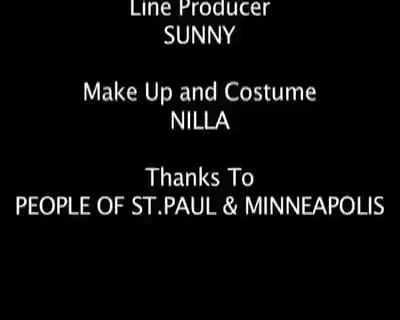 Line Producer
SUNNY
Make Up and Costume
NILLA
Thanks To
PEOPLE OF ST.PAUL & MINNEAPOLIS